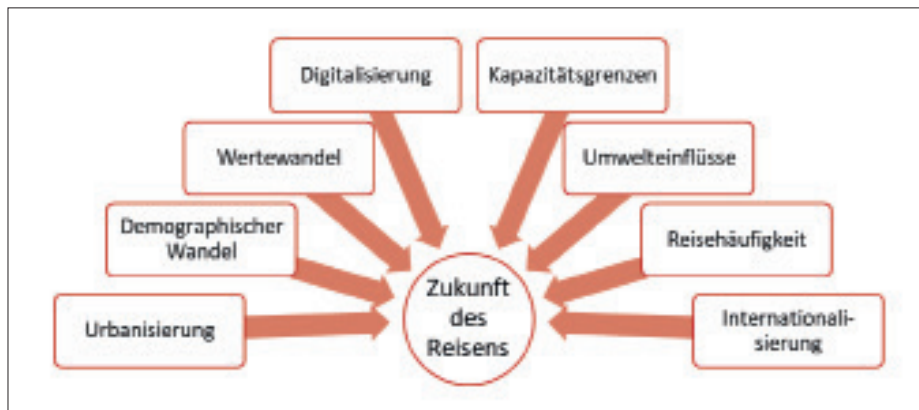 Digitalisierung
Kapazitätsgrenzen
Wertewandel
Umwelteinflüsse
Demographischer
Wandel
Reisehäufigkeit
Urbanisierung
Zukunft
des
Reisens
Internationali-
sierung